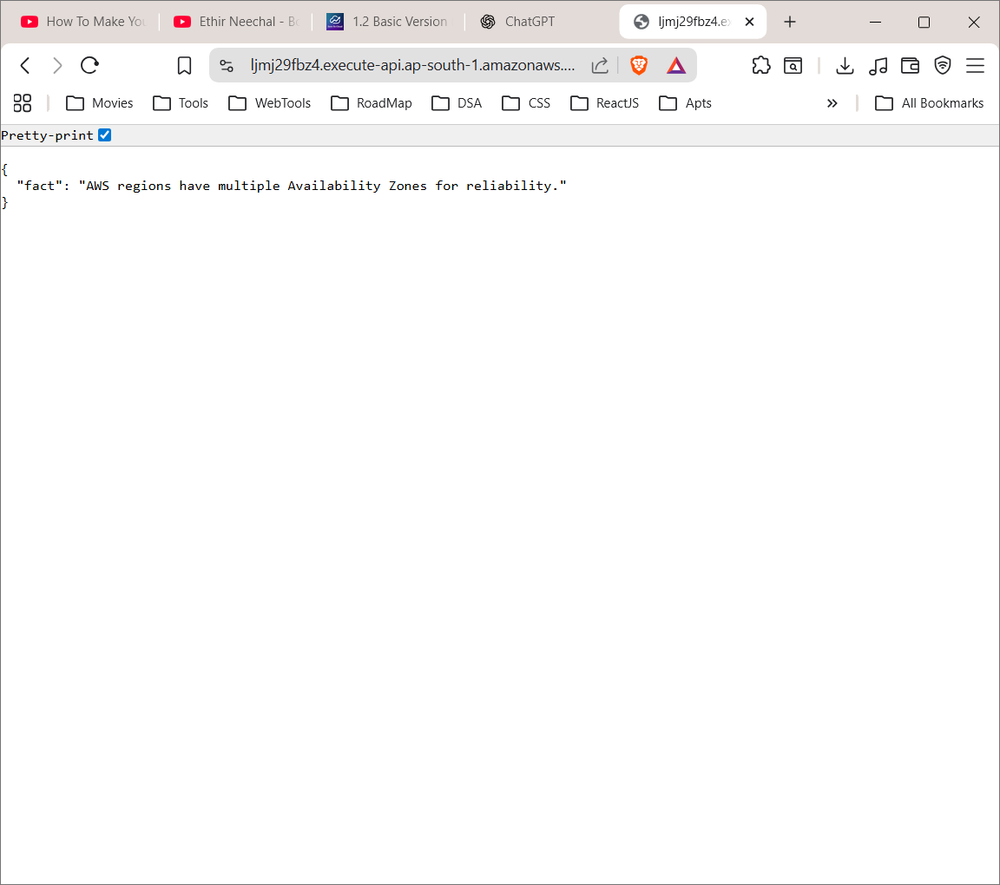 How To Make You
Ethir Neechal - Bo
1.2 Basic Version
ChatGPT
ljmj29fbz4.ex
ljmj29fbz4.execute-api.ap-south-1.amazonaws....
Movies
Tools
WebTools
RoadMap
DSA
CSS
ReactJS
Apts
All Bookmarks
Pretty-print
{
"fact": "AWS regions have multiple Availability Zones for reliability."
}